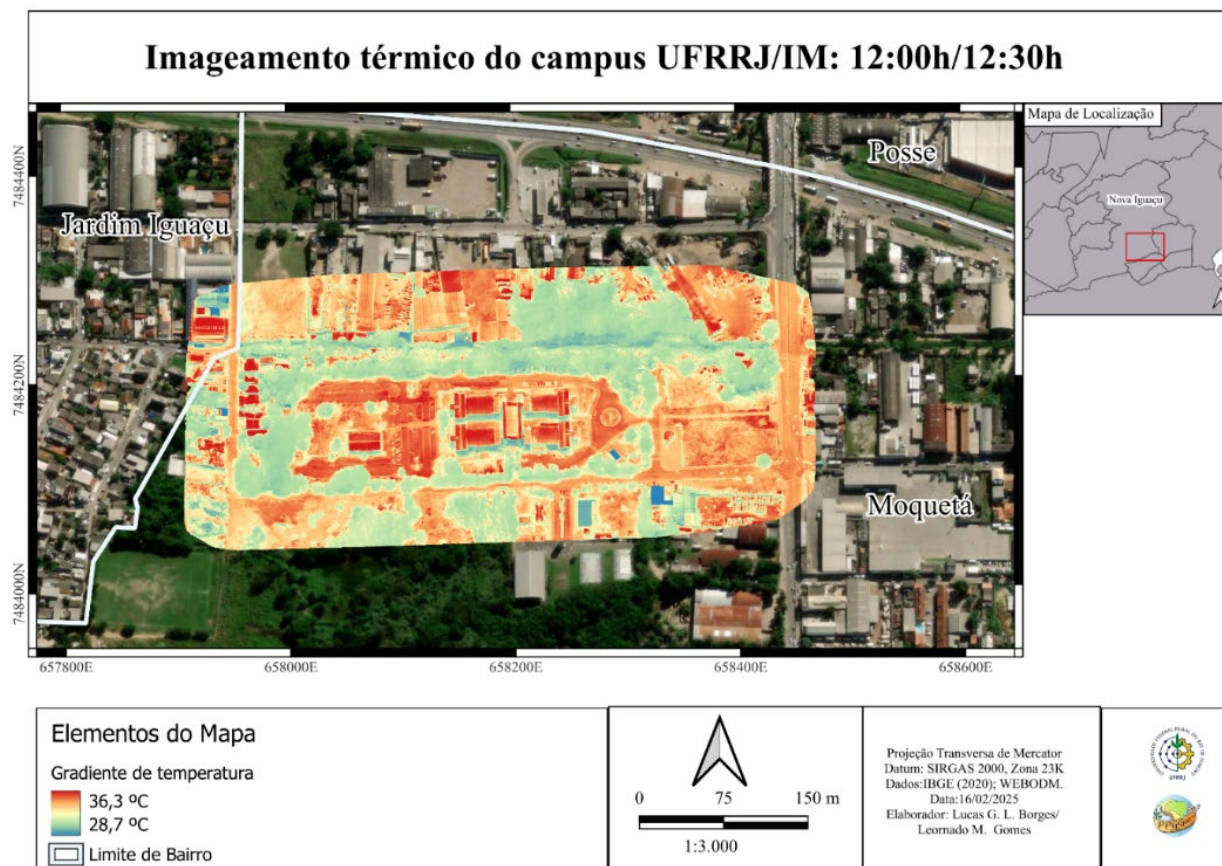 Imageamento térmico do campus UFRRJ/IM: 12:00h/12:30h
Mapa de Localização
Nova Iguaçu
Posse
Jardim Iguaçu
Moquetá
7484400N
7484200N
7484000N
657800E
658000E
658200E
658400E
658600E
Elementos do Mapa
Gradiente de temperatura
36,3 ºC
28,7 ºC
Limite de Bairro
0 75 150 m
1:3.000
Projeção Transversa de Mercator
Datum: SIRGAS 2000, Zona 23K
Dados:IBGE (2020); WEBODM.
Data:16/02/2025
Elaborador: Lucas G. L. Borges/
Leornado M. Gomes
UFRRJ